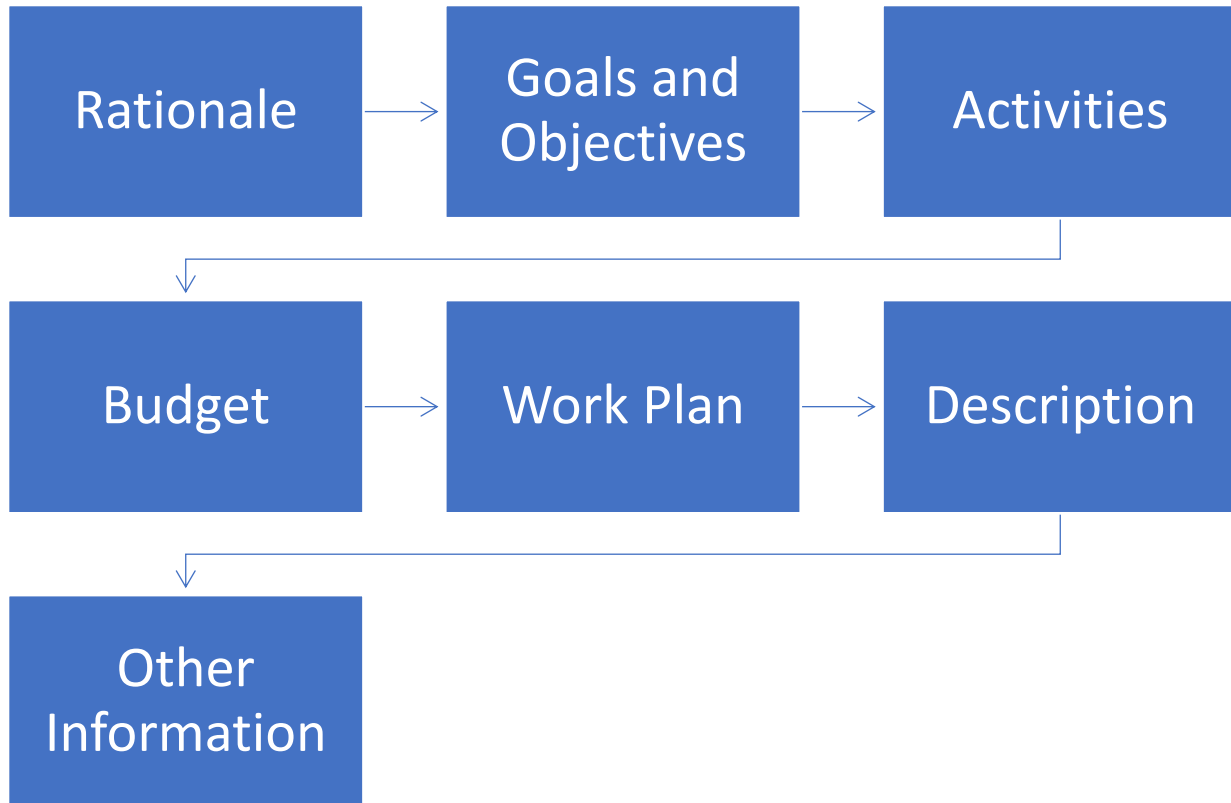 Rationale
Goals and
Objectives
Activities
Budget
Work Plan
Description
Other
Information